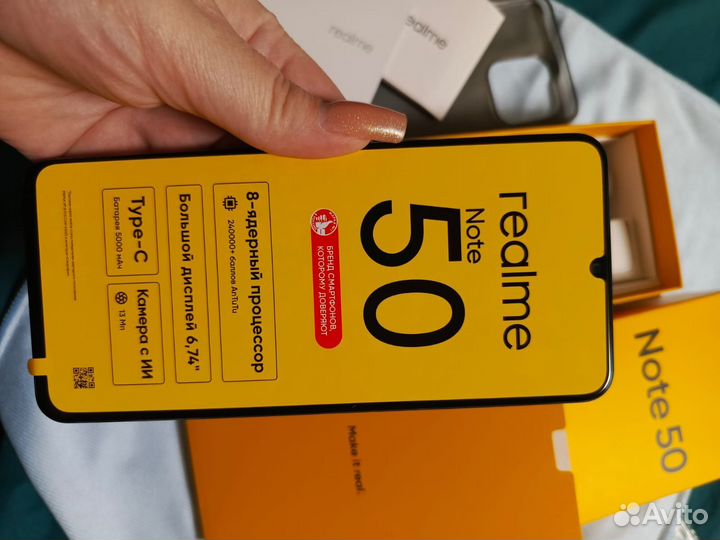 realme
Note
50
БРЕНД СМАРТФОНОВ,
КОТОРОМУ ДОВЕРЯЮТ
8-ядерный процессор
240000+ баллов AnTuTu
Большой дисплей 6,74"
Type-C
Батарея 5000 мАч
Камера с ИИ
13 Мп
realme
realme
Note 50
Make it real.
Avito